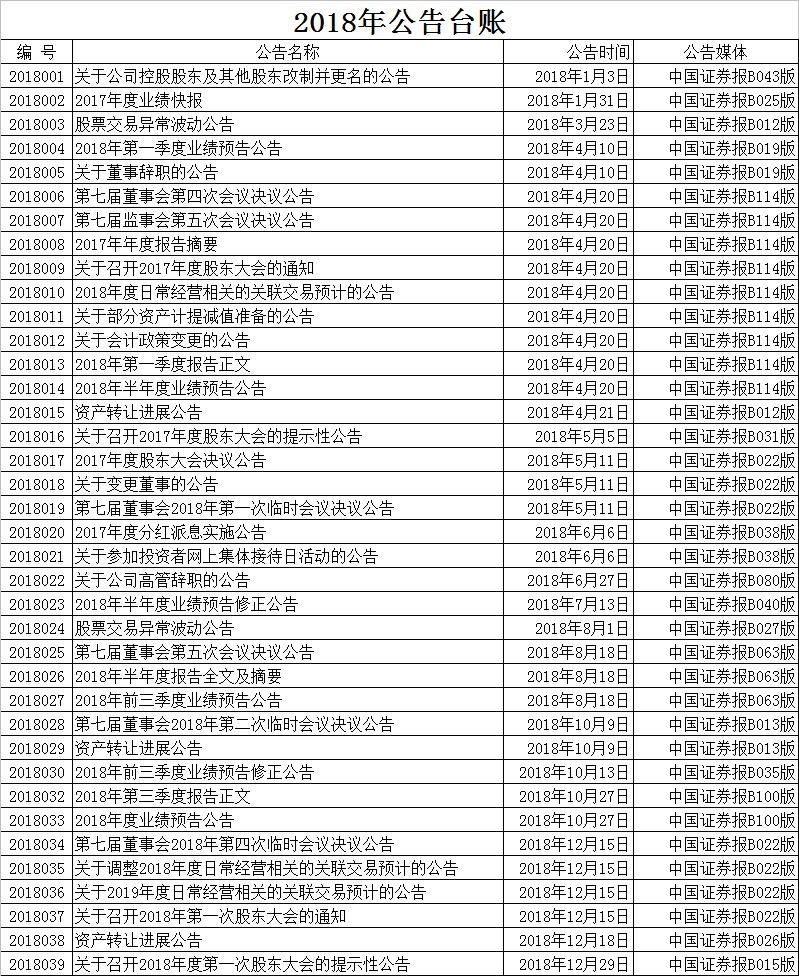 2018年公告台账
编 号 公告名称 公告时间 公告媒体
2018001 关于公司控股股东及其他股东改制并更名的公告 2018年1月3日 中国证券报B043版
2018002 2017年度业绩快报 2018年1月31日 中国证券报B025版
2018003 股票交易异常波动公告 2018年3月23日 中国证券报B012版
2018004 2018年第一季度业绩预告公告 2018年4月10日 中国证券报B019版
2018005 关于董事辞职的公告 2018年4月10日 中国证券报B019版
2018006 第七届董事会第四次会议决议公告 2018年4月20日 中国证券报B114版
2018007 第七届监事会第五次会议决议公告 2018年4月20日 中国证券报B114版
2018008 2017年年度报告摘要 2018年4月20日 中国证券报B114版
2018009 关于召开2017年度股东大会的通知 2018年4月20日 中国证券报B114版
2018010 2018年度日常经营相关的关联交易预计的公告 2018年4月20日 中国证券报B114版
2018011 关于部分资产计提减值准备的公告 2018年4月20日 中国证券报B114版
2018012 关于会计政策变更的公告 2018年4月20日 中国证券报B114版
2018013 2018年第一季度报告正文 2018年4月20日 中国证券报B114版
2018014 2018年半年度业绩预告公告 2018年4月20日 中国证券报B114版
2018015 资产转让进展公告 2018年4月21日 中国证券报B012版
2018016 关于召开2017年度股东大会的提示性公告 2018年5月5日 中国证券报B031版
2018017 2017年度股东大会决议公告 2018年5月11日 中国证券报B022版
2018018 关于变更董事的公告 2018年5月11日 中国证券报B022版
2018019 第七届董事会2018年第一次临时会议决议公告 2018年5月11日 中国证券报B022版
2018020 2017年度分红派息实施公告 2018年6月6日 中国证券报B038版
2018021 关于参加投资者网上集体接待日活动的公告 2018年6月6日 中国证券报B038版
2018022 关于公司高管辞职的公告 2018年6月27日 中国证券报B080版
2018023 2018年半年度业绩预告修正公告 2018年7月13日 中国证券报B040版
2018024 股票交易异常波动公告 2018年8月1日 中国证券报B027版
2018025 第七届董事会第五次会议决议公告 2018年8月18日 中国证券报B063版
2018026 2018年半年度报告全文及摘要 2018年8月18日 中国证券报B063版
2018027 2018年前三季度业绩预告公告 2018年8月18日 中国证券报B063版
2018028 第七届董事会2018年第二次临时会议决议公告 2018年10月9日 中国证券报B013版
2018029 资产转让进展公告 2018年10月9日 中国证券报B013版
2018030 2018年前三季度业绩预告修正公告 2018年10月13日 中国证券报B035版
2018032 2018年第三季度报告正文 2018年10月27日 中国证券报B100版
2018033 2018年度业绩预告公告 2018年10月27日 中国证券报B100版
2018034 第七届董事会2018年第四次临时会议决议公告 2018年12月15日 中国证券报B022版
2018035 关于调整2018年度日常经营相关的关联交易预计的公告 2018年12月15日 中国证券报B022版
2018036 关于2019年度日常经营相关的关联交易预计的公告 2018年12月15日 中国证券报B022版
2018037 关于召开2018年第一次股东大会的通知 2018年12月15日 中国证券报B022版
2018038 资产转让进展公告 2018年12月18日 中国证券报B026版
2018039 关于召开2018年度第一次股东大会的提示性公告 2018年12月29日 中国证券报B015版